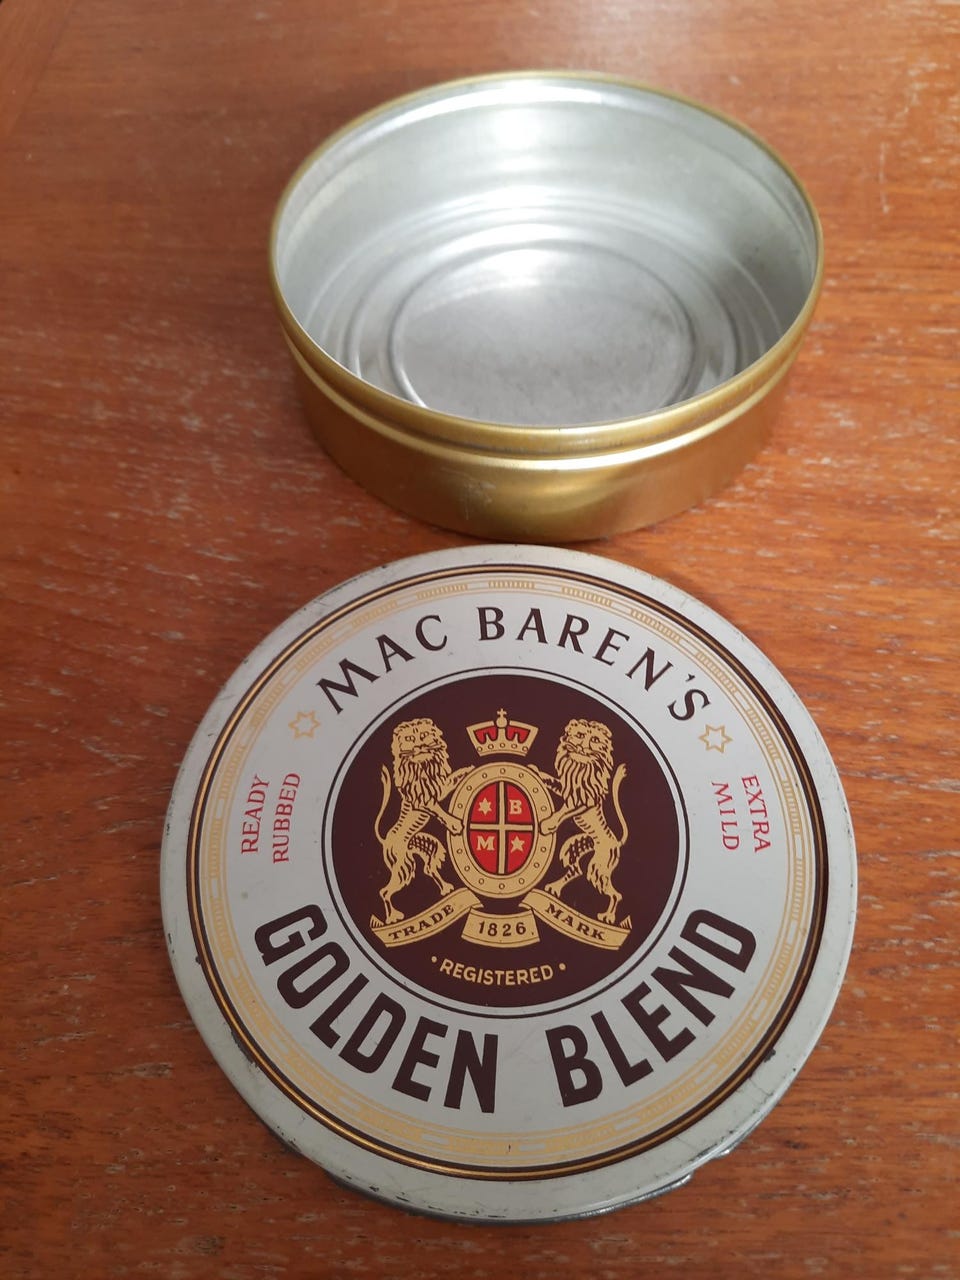 MAC BAREN'S
READY
RUBBED
EXTRA
MILD
B
M
TRADE 1826 MARK
• REGISTERED •
GOLDEN BLEND